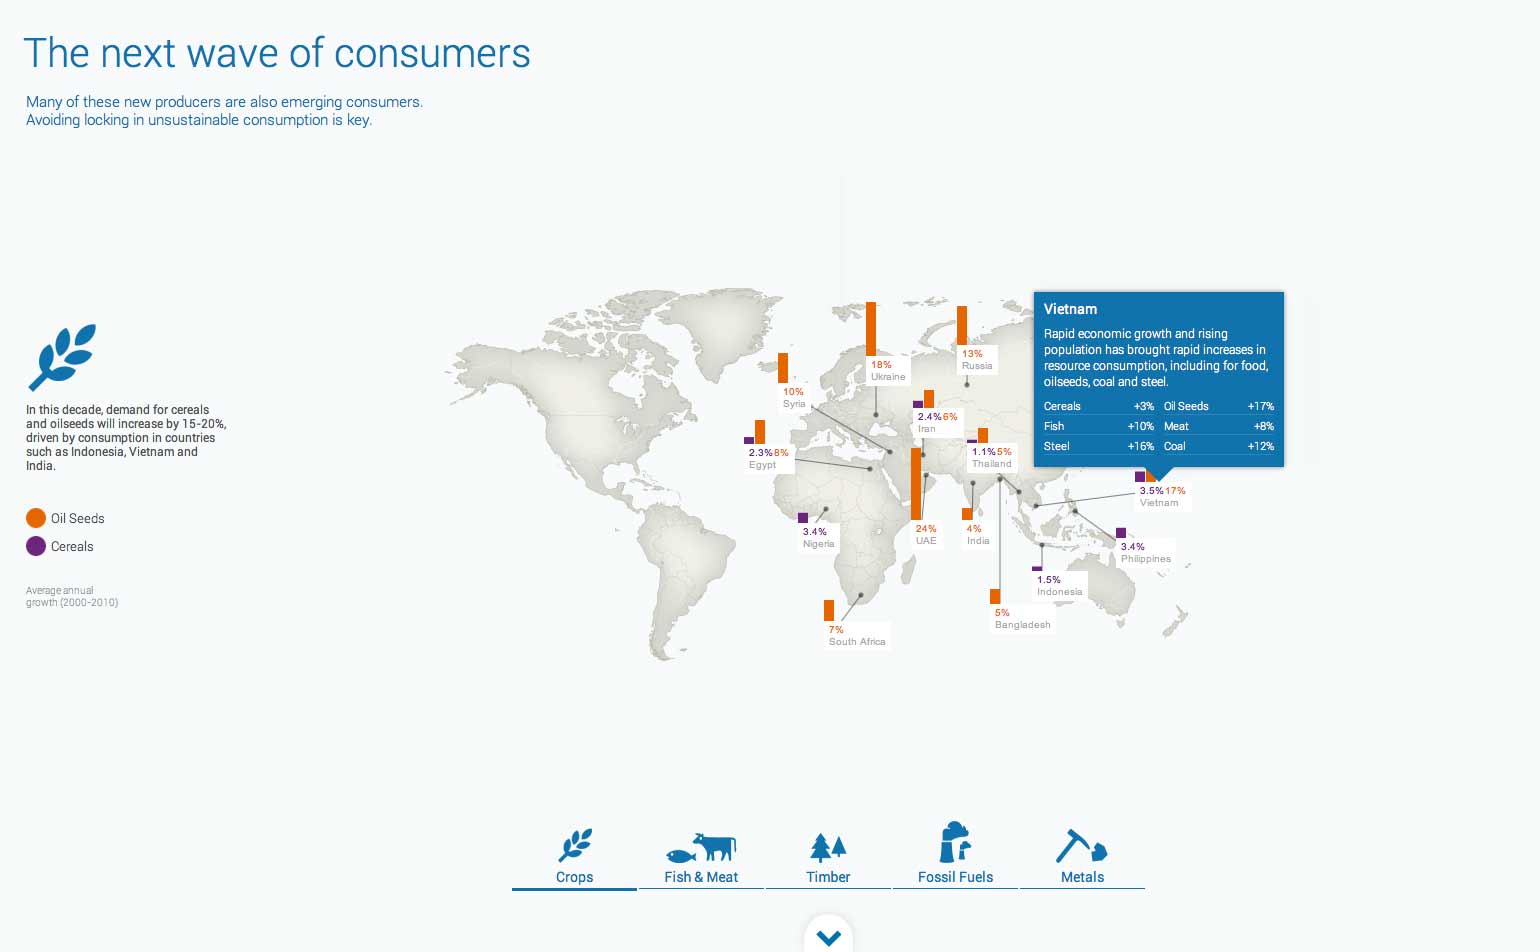 The next wave of consumers
Many of these new producers are also emerging consumers.
Avoiding locking in unsustainable consumption is key.
In this decade, demand for cereals
and oilseeds will increase by 15-20%,
driven by consumption in countries
such as Indonesia, Vietnam and
India.
Oil Seeds
Cereals
Average annual
growth (2000-2010)
18%
Ukraine
13%
Russia
10%
Syria
2.4% 6%
Iran
2.3% 8%
Egypt
1.1% 5%
Thailand
3.4%
Nigeria
24%
UAE
4%
India
7%
South Africa
5%
Bangladesh
1.5%
Indonesia
3.4%
Philippines
3.5% 17%
Vietnam
Vietnam
Rapid economic growth and rising
population has brought rapid increases in
resource consumption, including for food,
oilseeds, coal and steel.
Cereals +3% Oil Seeds +17%
Fish +10% Meat +8%
Steel +16% Coal +12%
Crops
Fish & Meat
Timber
Fossil Fuels
Metals